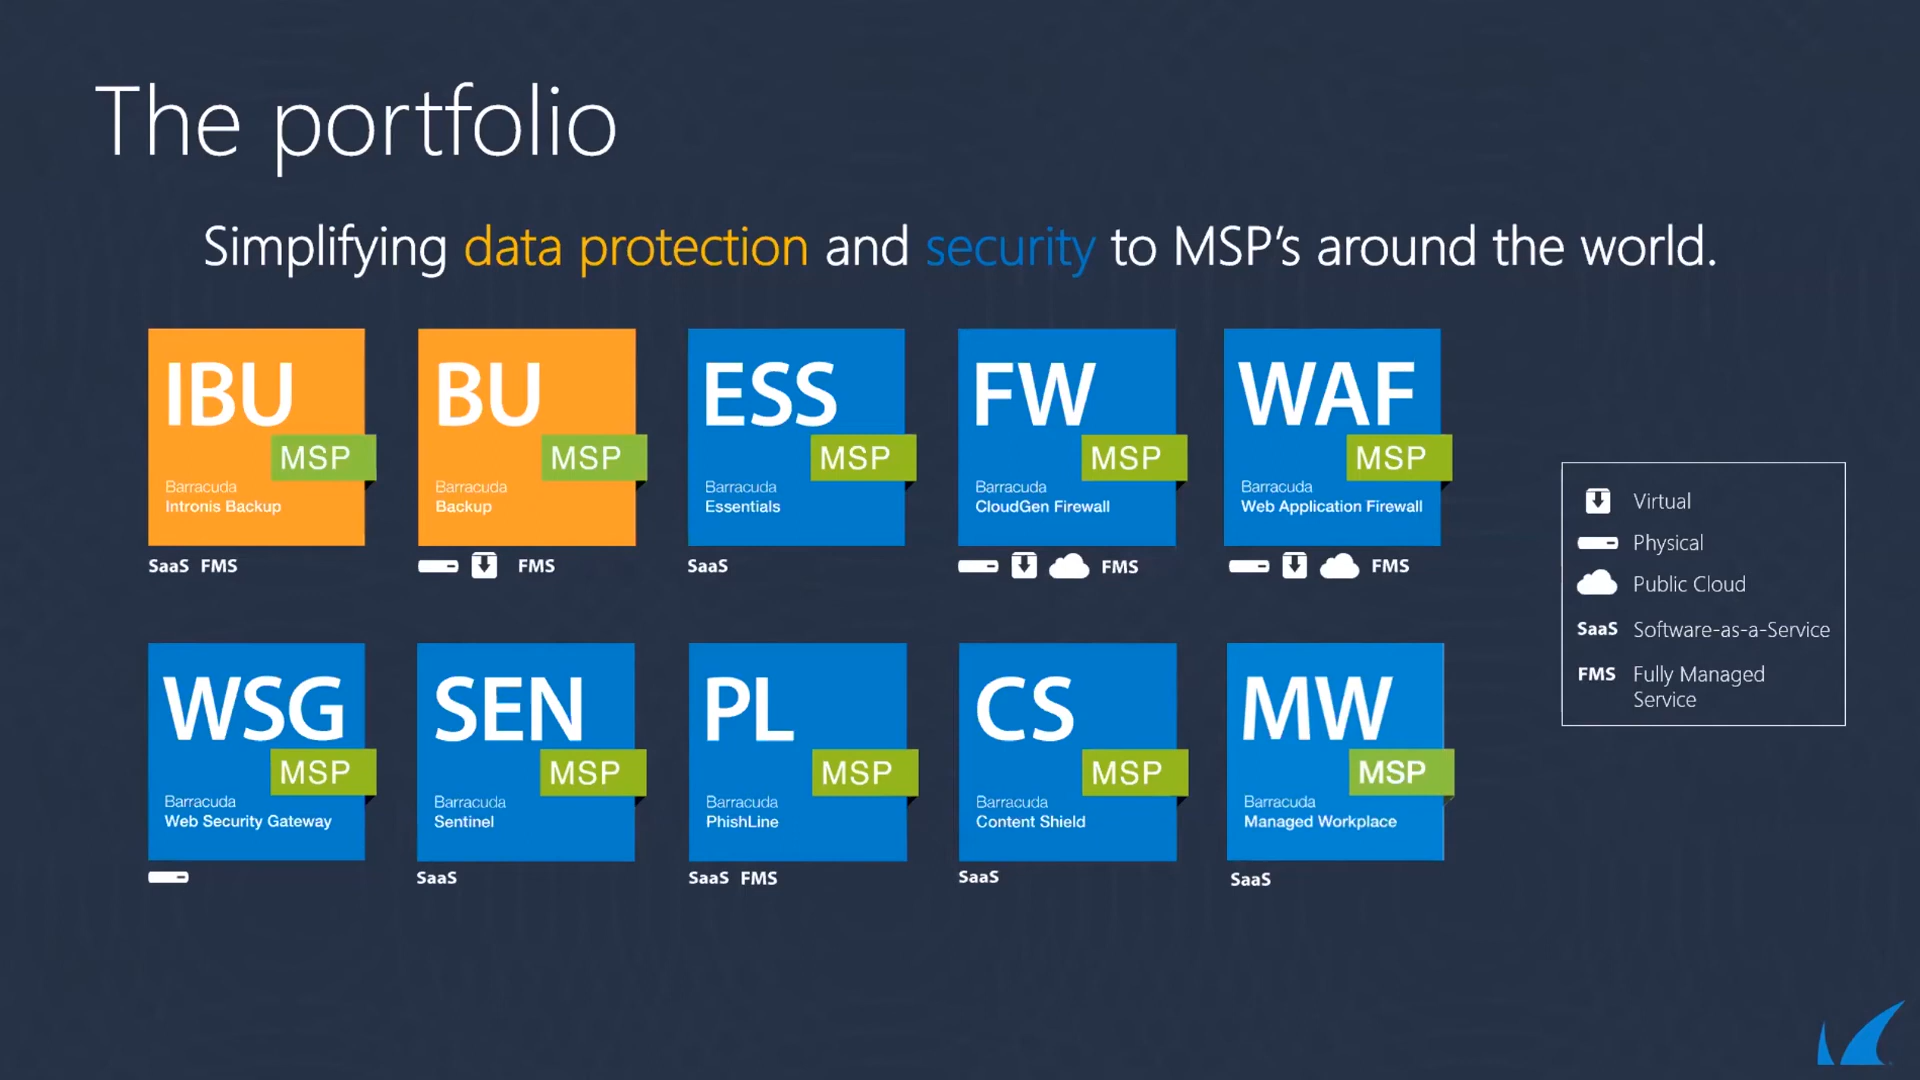 The portfolio
Simplifying data protection and security to MSP's around the world.
IBU
MSP
Barracuda
Intronis Backup
SaaS FMS
BU
MSP
Barracuda
Backup
FMS
ESS
MSP
Barracuda
Essentials
SaaS
FW
MSP
Barracuda
CloudGen Firewall
FMS
WAF
MSP
Barracuda
Web Application Firewall
FMS
WSG
MSP
Barracuda
Web Security Gateway
SEN
MSP
Barracuda
Sentinel
SaaS
PL
MSP
Barracuda
PhishLine
SaaS FMS
CS
MSP
Barracuda
Content Shield
SaaS
MW
MSP
Barracuda
Managed Workplace
SaaS
Virtual
Physical
Public Cloud
SaaS Software-as-a-Service
FMS Fully Managed
Service